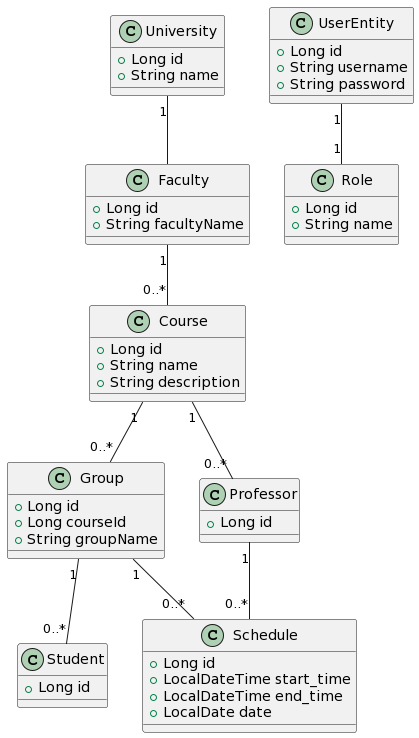 C University
Long id
String name
C UserEntity
Long id
String username
String password
1
1
1
C Faculty
Long id
String facultyName
C Role
Long id
String name
1
0..*
C Course
Long id
String name
String description
1
1
0..*
0..*
C Group
Long id
Long courseId
String groupName
C Professor
Long id
1
1
1
0..*
0..*
0..*
C Student
Long id
C Schedule
Long id
LocalDateTime start_time
LocalDateTime end_time
LocalDate date